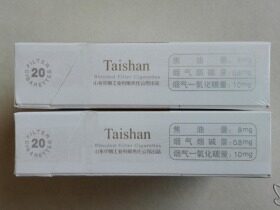 FILTER
20
CIGARETTES
Taishan
Blended Filter Cigarettes
焦油量: 8mg
烟气烟碱量: 0.8mg
烟气一氧化碳量: 10mg
FILTER
20
CIGARETTES
Taishan
Blended Filter Cigarettes
焦油量: 8mg
烟气烟碱量: 0.8mg
烟气一氧化碳量: 10mg